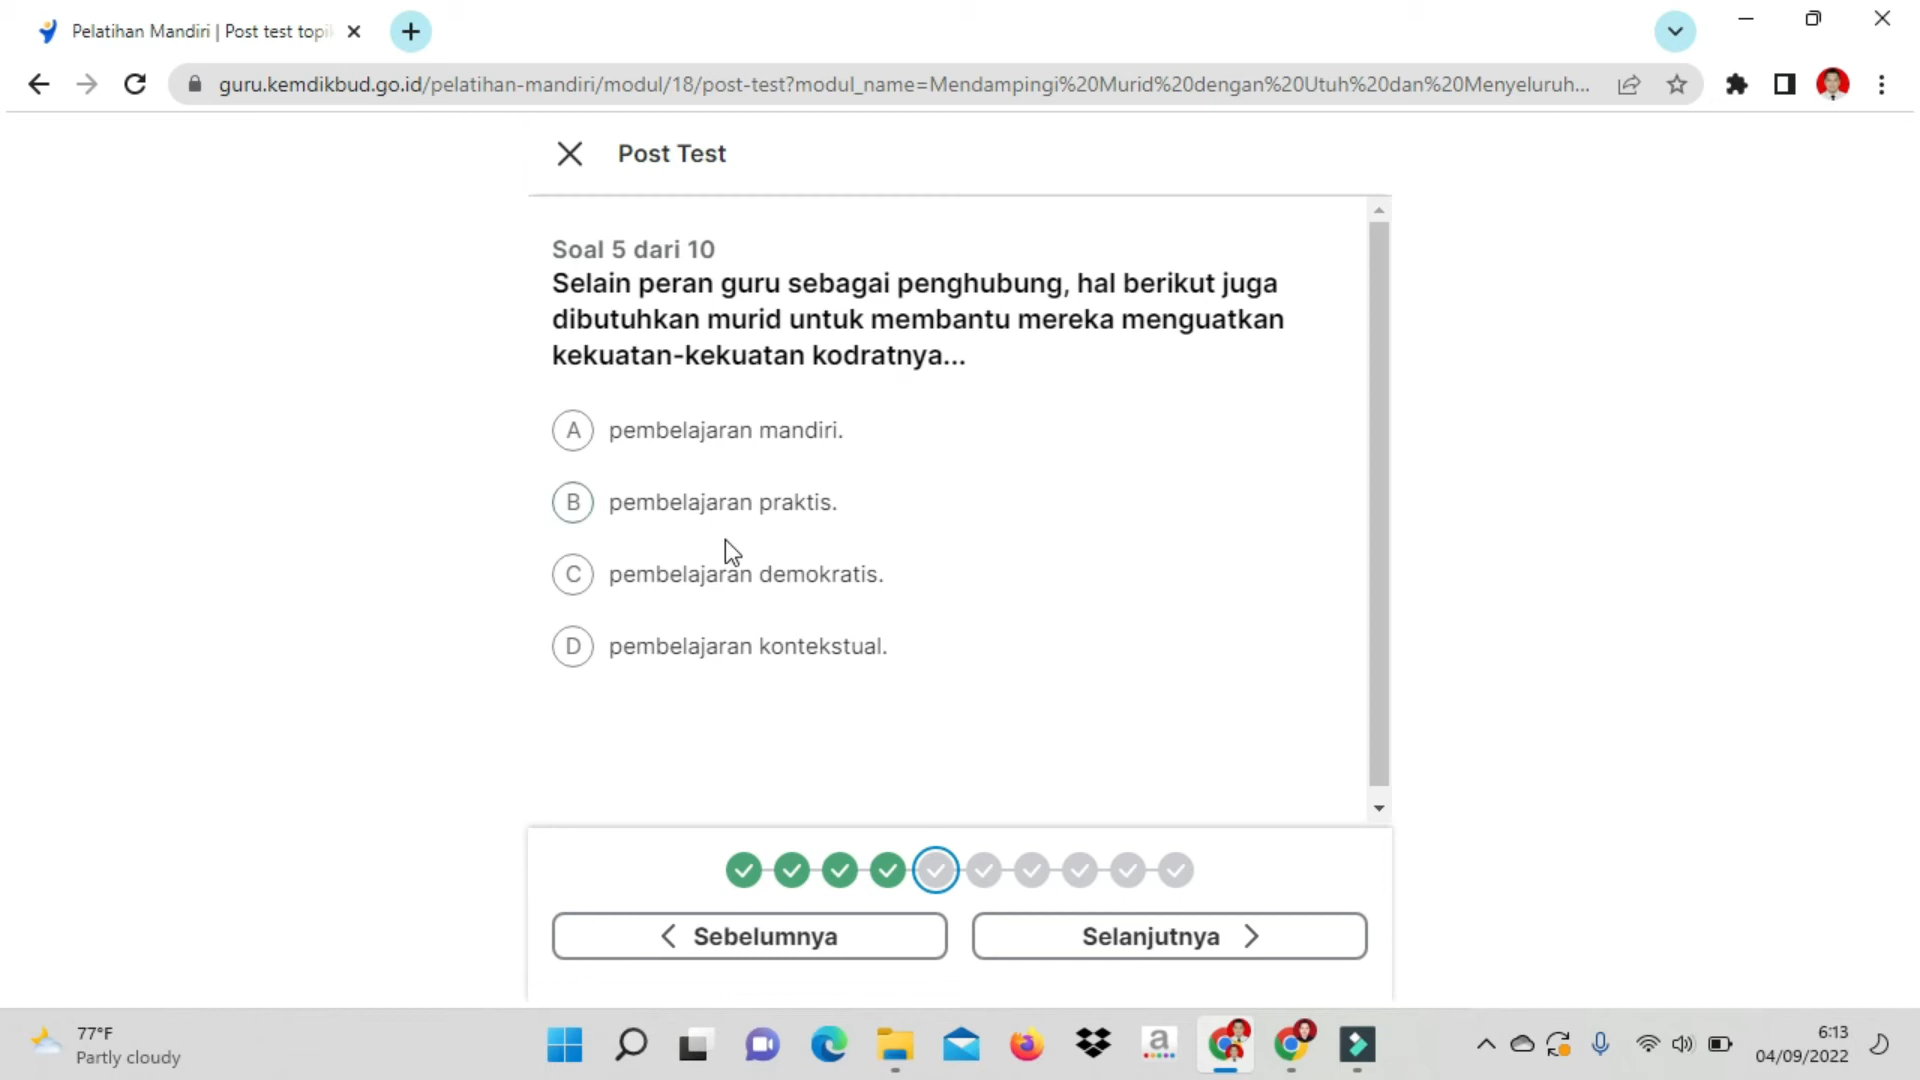 Pelatihan Mandiri | Post test topi
guru.kemdikbud.go.id/pelatihan-mandiri/modul/18/post-test?modul_name=Mendampingi%20Murid%20dengan%20Utuh%20dan%20Menyeluruh...
Post Test
Soal 5 dari 10
Selain peran guru sebagai penghubung, hal berikut juga
dibutuhkan murid untuk membantu mereka menguatkan
kekuatan-kekuatan kodratnya...
A pembelajaran mandiri.
B pembelajaran praktis.
C pembelajaran demokratis.
D pembelajaran kontekstual.
Sebelumnya
Selanjutnya
77°F
Partly cloudy
a
6:13
04/09/2022